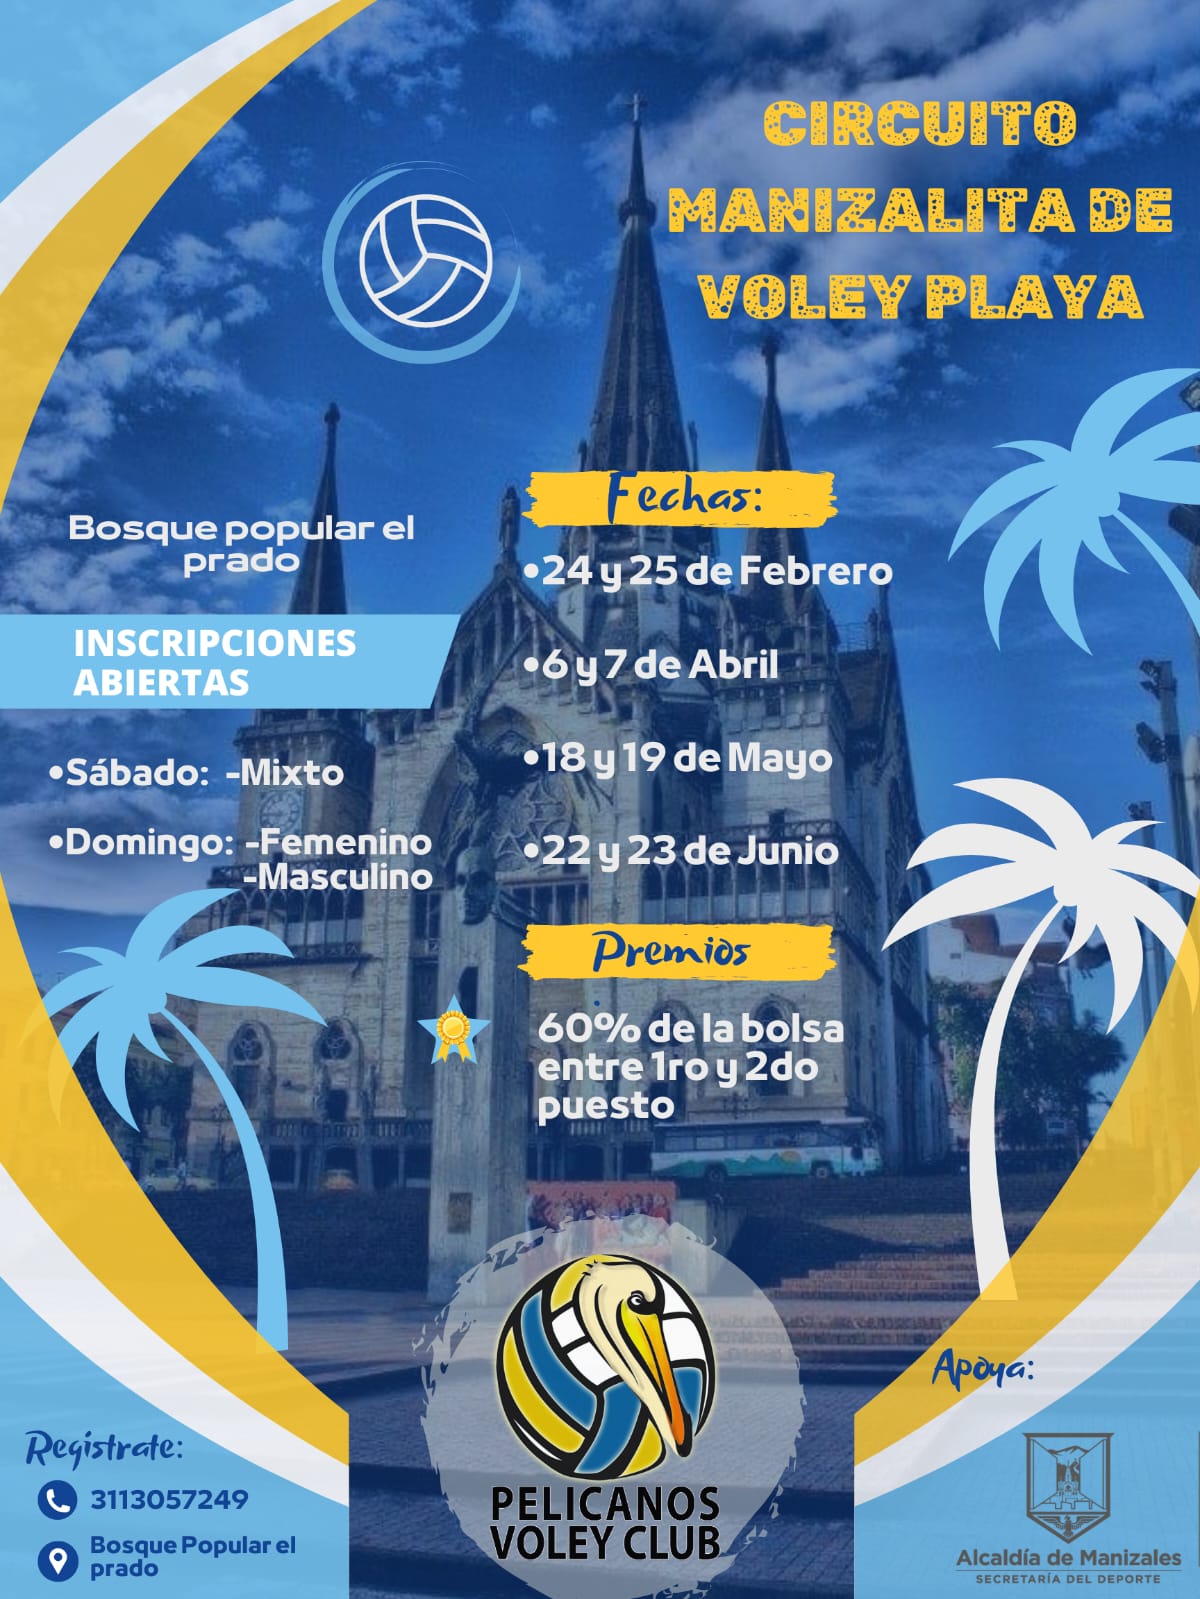 CIRCUITO
MANIZALITA DE
VOLEY PLAYA
Bosque popular el
prado
INSCRIPCIONES
ABIERTAS
•Sábado: -Mixto
•Domingo: -Femenino
-Masculino
Fechas:
•24 y 25 de Febrero
•6 y 7 de Abril
•18 y 19 de Mayo
•22 y 23 de Junio
Premios
60% de la bolsa
entre 1ro y 2do
puesto
PELICANOS
VOLEY CLUB
Regístrate:
3113057249
Bosque Popular el
prado
Apoya:
Alcaldía de Manizales
SECRETARÍA DEL DEPORTE